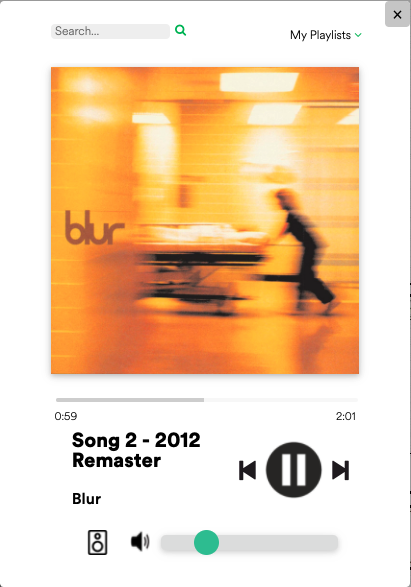 Search...
My Playlists
blur
0:59
2:01
Song 2 - 2012
Remaster
Blur